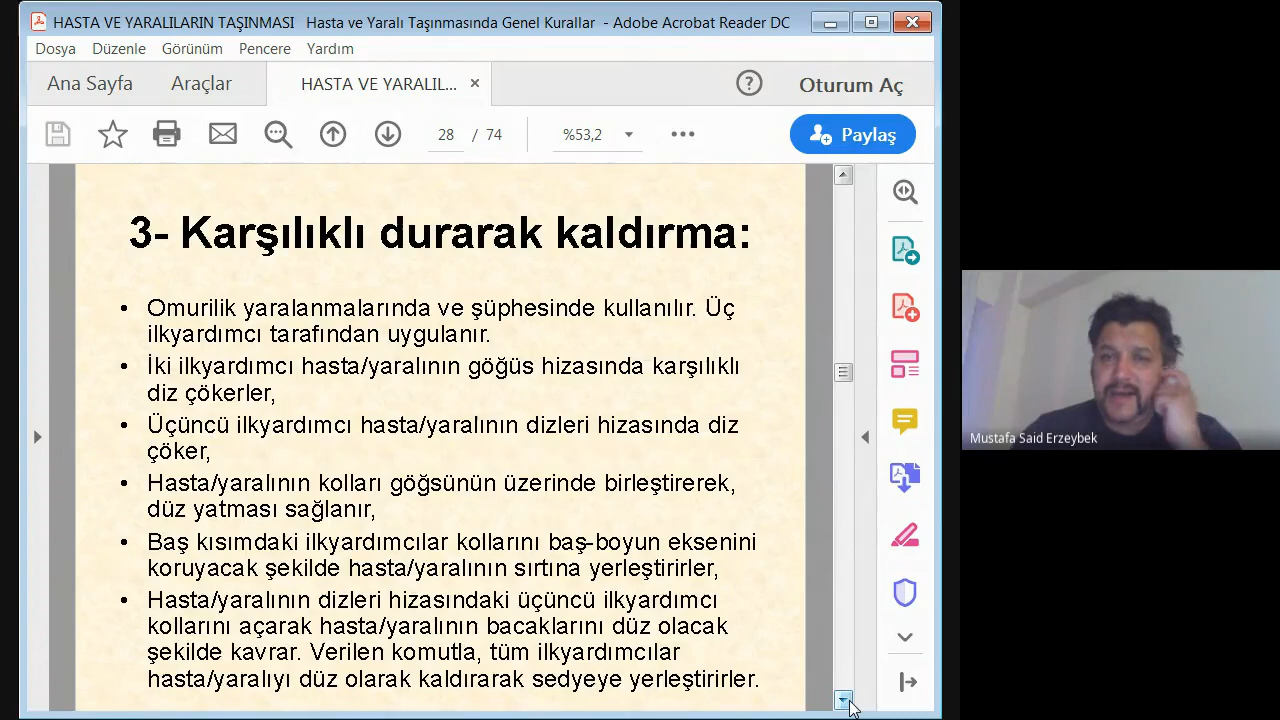 HASTA VE YARALILARIN TAŞINMASI   Hasta ve Yaralı Taşınmasında Genel Kurallar  - Adobe Acrobat Reader DC
Dosya Düzenle Görünüm Pencere Yardım
Ana Sayfa Araçlar HASTA VE YARALIL... × ? Oturum Aç
28 / 74 %53,2 Paylaş
3- Karşılıklı durarak kaldırma:
• Omurilik yaralanmalarında ve şüphesinde kullanılır. Üç
ilkyardımcı tarafından uygulanır.
• İki ilkyardımcı hasta/yaralının göğüs hizasında karşılıklı
diz çökerler,
• Üçüncü ilkyardımcı hasta/yaralının dizleri hizasında diz
çöker,
• Hasta/yaralının kolları göğsünün üzerinde birleştirerek,
düz yatması sağlanır,
• Baş kısımdaki ilkyardımcılar kollarını baş-boyun eksenini
koruyacak şekilde hasta/yaralının sırtına yerleştirirler,
• Hasta/yaralının dizleri hizasındaki üçüncü ilkyardımcı
kollarını açarak hasta/yaralının bacaklarını düz olacak
şekilde kavrar. Verilen komutla, tüm ilkyardımcılar
hasta/yaralıyı düz olarak kaldırarak sedyeye yerleştirirler.
Mustafa Said Erzeybek